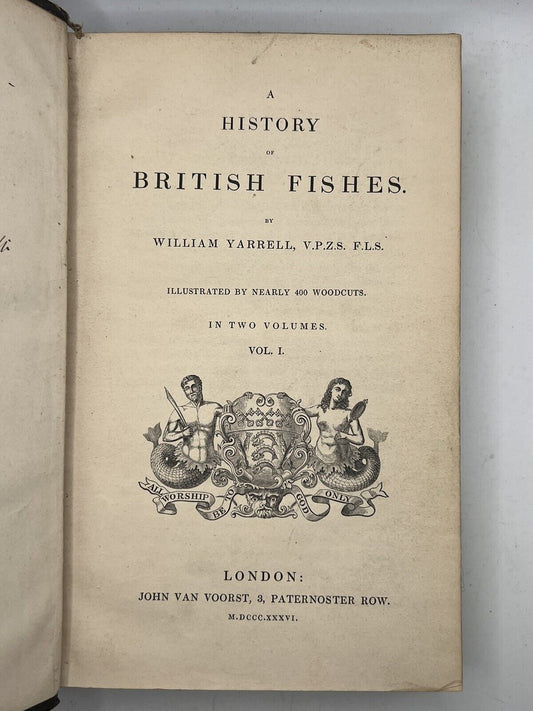 A
HISTORY
OF
BRITISH FISHES.
BY
WILLIAM YARRELL, V.P.Z.S. F.L.S.
ILLUSTRATED BY NEARLY 400 WOODCUTS.
IN TWO VOLUMES.
VOL. I.
ALL WORSHIP BE TO GOD ONLY
LONDON:
JOHN VAN VOORST, 3, PATERNOSTER ROW.
M.DCCC.XXXVI.